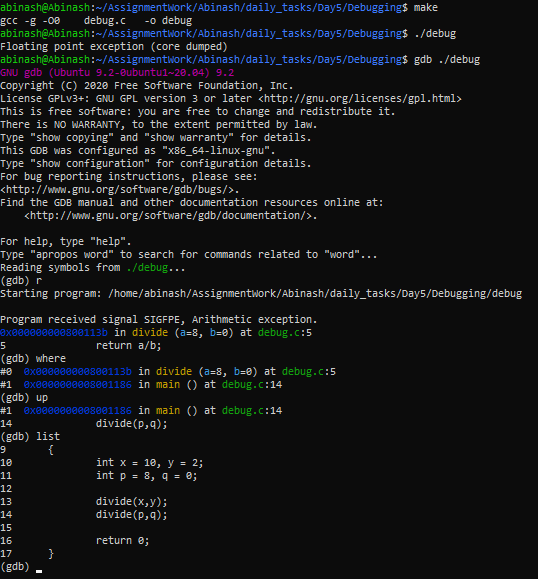 abinash@Abinash:~/AssignmentWork/Abinash/daily_tasks/Day5/Debugging$ make
gcc -g -O0    debug.c   -o debug
abinash@Abinash:~/AssignmentWork/Abinash/daily_tasks/Day5/Debugging$ ./debug
Floating point exception (core dumped)
abinash@Abinash:~/AssignmentWork/Abinash/daily_tasks/Day5/Debugging$ gdb ./debug
GNU gdb (Ubuntu 9.2-0ubuntu1~20.04) 9.2
Copyright (C) 2020 Free Software Foundation, Inc.
License GPLv3+: GNU GPL version 3 or later <http://gnu.org/licenses/gpl.html>
This is free software: you are free to change and redistribute it.
There is NO WARRANTY, to the extent permitted by law.
Type "show copying" and "show warranty" for details.
This GDB was configured as "x86_64-linux-gnu".
Type "show configuration" for configuration details.
For bug reporting instructions, please see:
<http://www.gnu.org/software/gdb/bugs/>.
Find the GDB manual and other documentation resources online at:
    <http://www.gnu.org/software/gdb/documentation/>.

For help, type "help".
Type "apropos word" to search for commands related to "word"...
Reading symbols from ./debug...
(gdb) r
Starting program: /home/abinash/AssignmentWork/Abinash/daily_tasks/Day5/Debugging/debug

Program received signal SIGFPE, Arithmetic exception.
0x000000000800113b in divide (a=8, b=0) at debug.c:5
5               return a/b;
(gdb) where
#0  0x000000000800113b in divide (a=8, b=0) at debug.c:5
#1  0x0000000008001186 in main () at debug.c:14
(gdb) up
#1  0x0000000008001186 in main () at debug.c:14
14              divide(p,q);
(gdb) list
9       {
10              int x = 10, y = 2;
11              int p = 8, q = 0;
12
13              divide(x,y);
14              divide(p,q);
15
16              return 0;
17      }
(gdb)